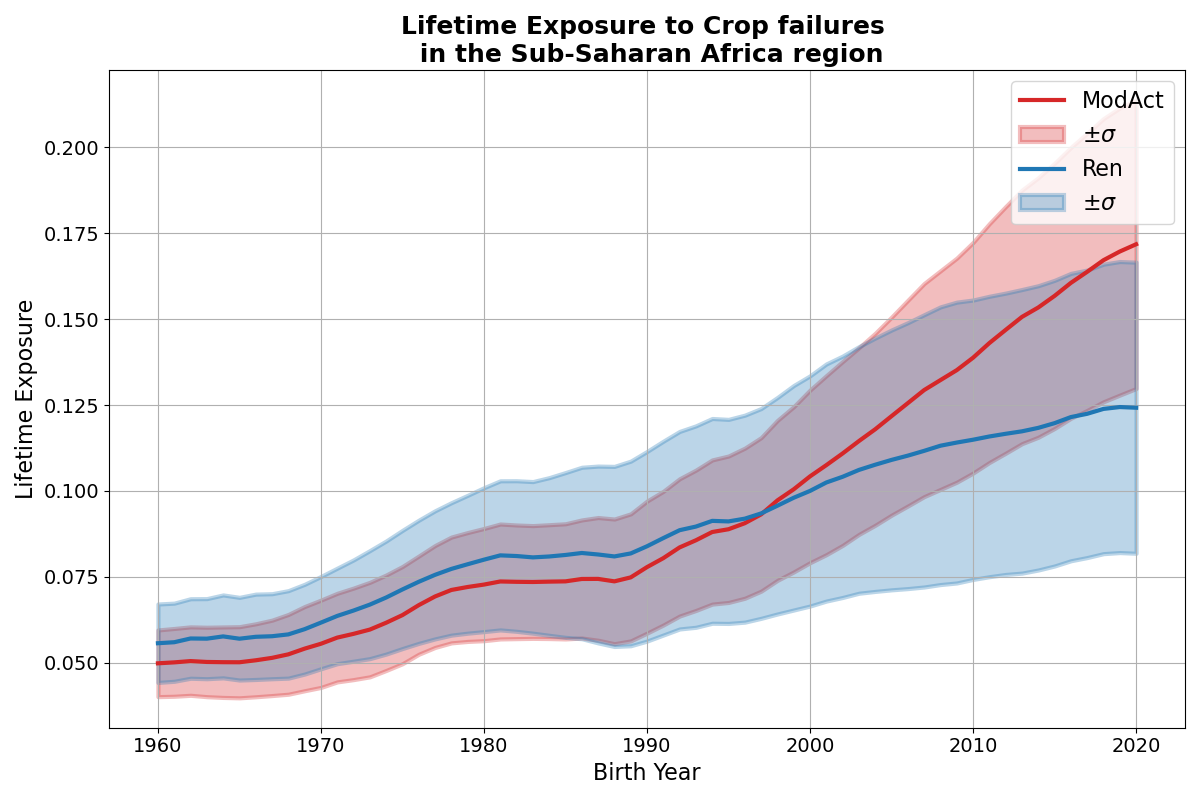 Lifetime Exposure to Crop failures
in the Sub-Saharan Africa region
ModAct
±σ
Ren
±σ
0.200
0.175
0.150
0.125
0.100
0.075
0.050
Lifetime Exposure
1960 1970 1980 1990 2000 2010 2020
Birth Year